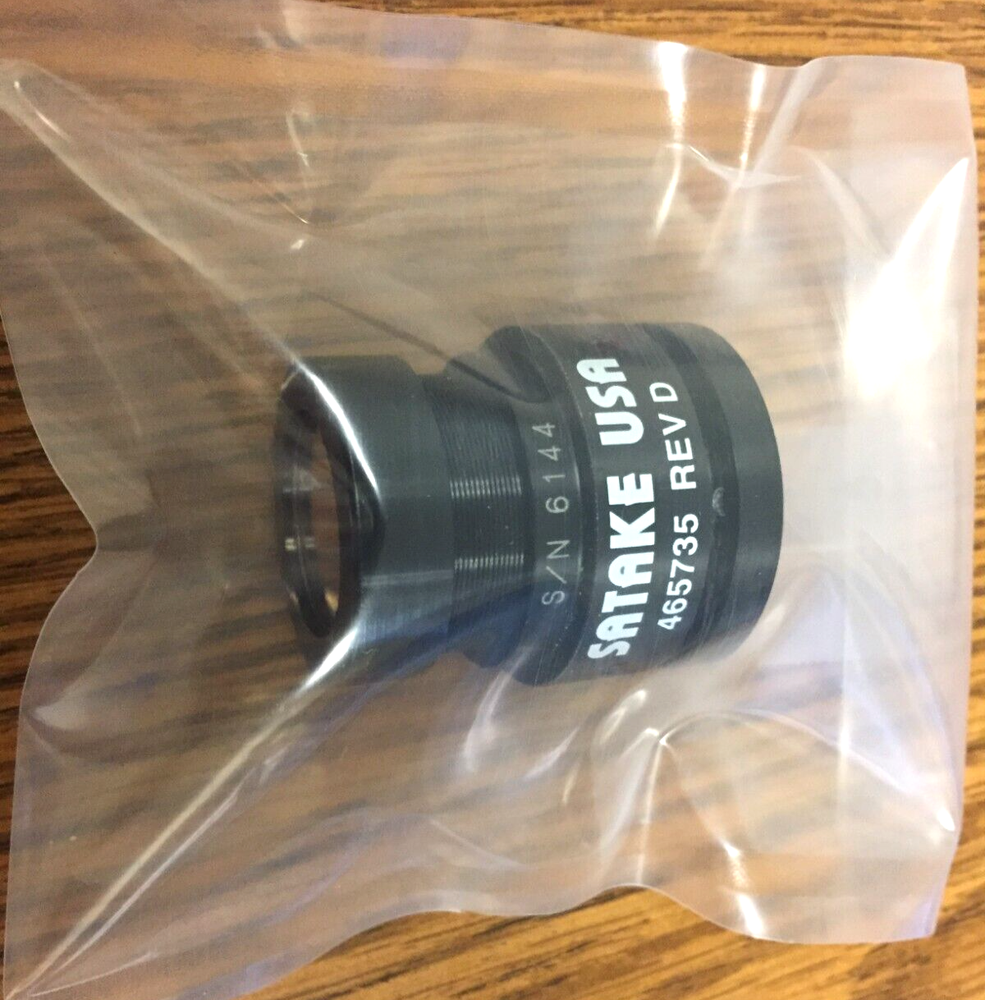 S/N 6144
SATAKE USA
465735 REV D